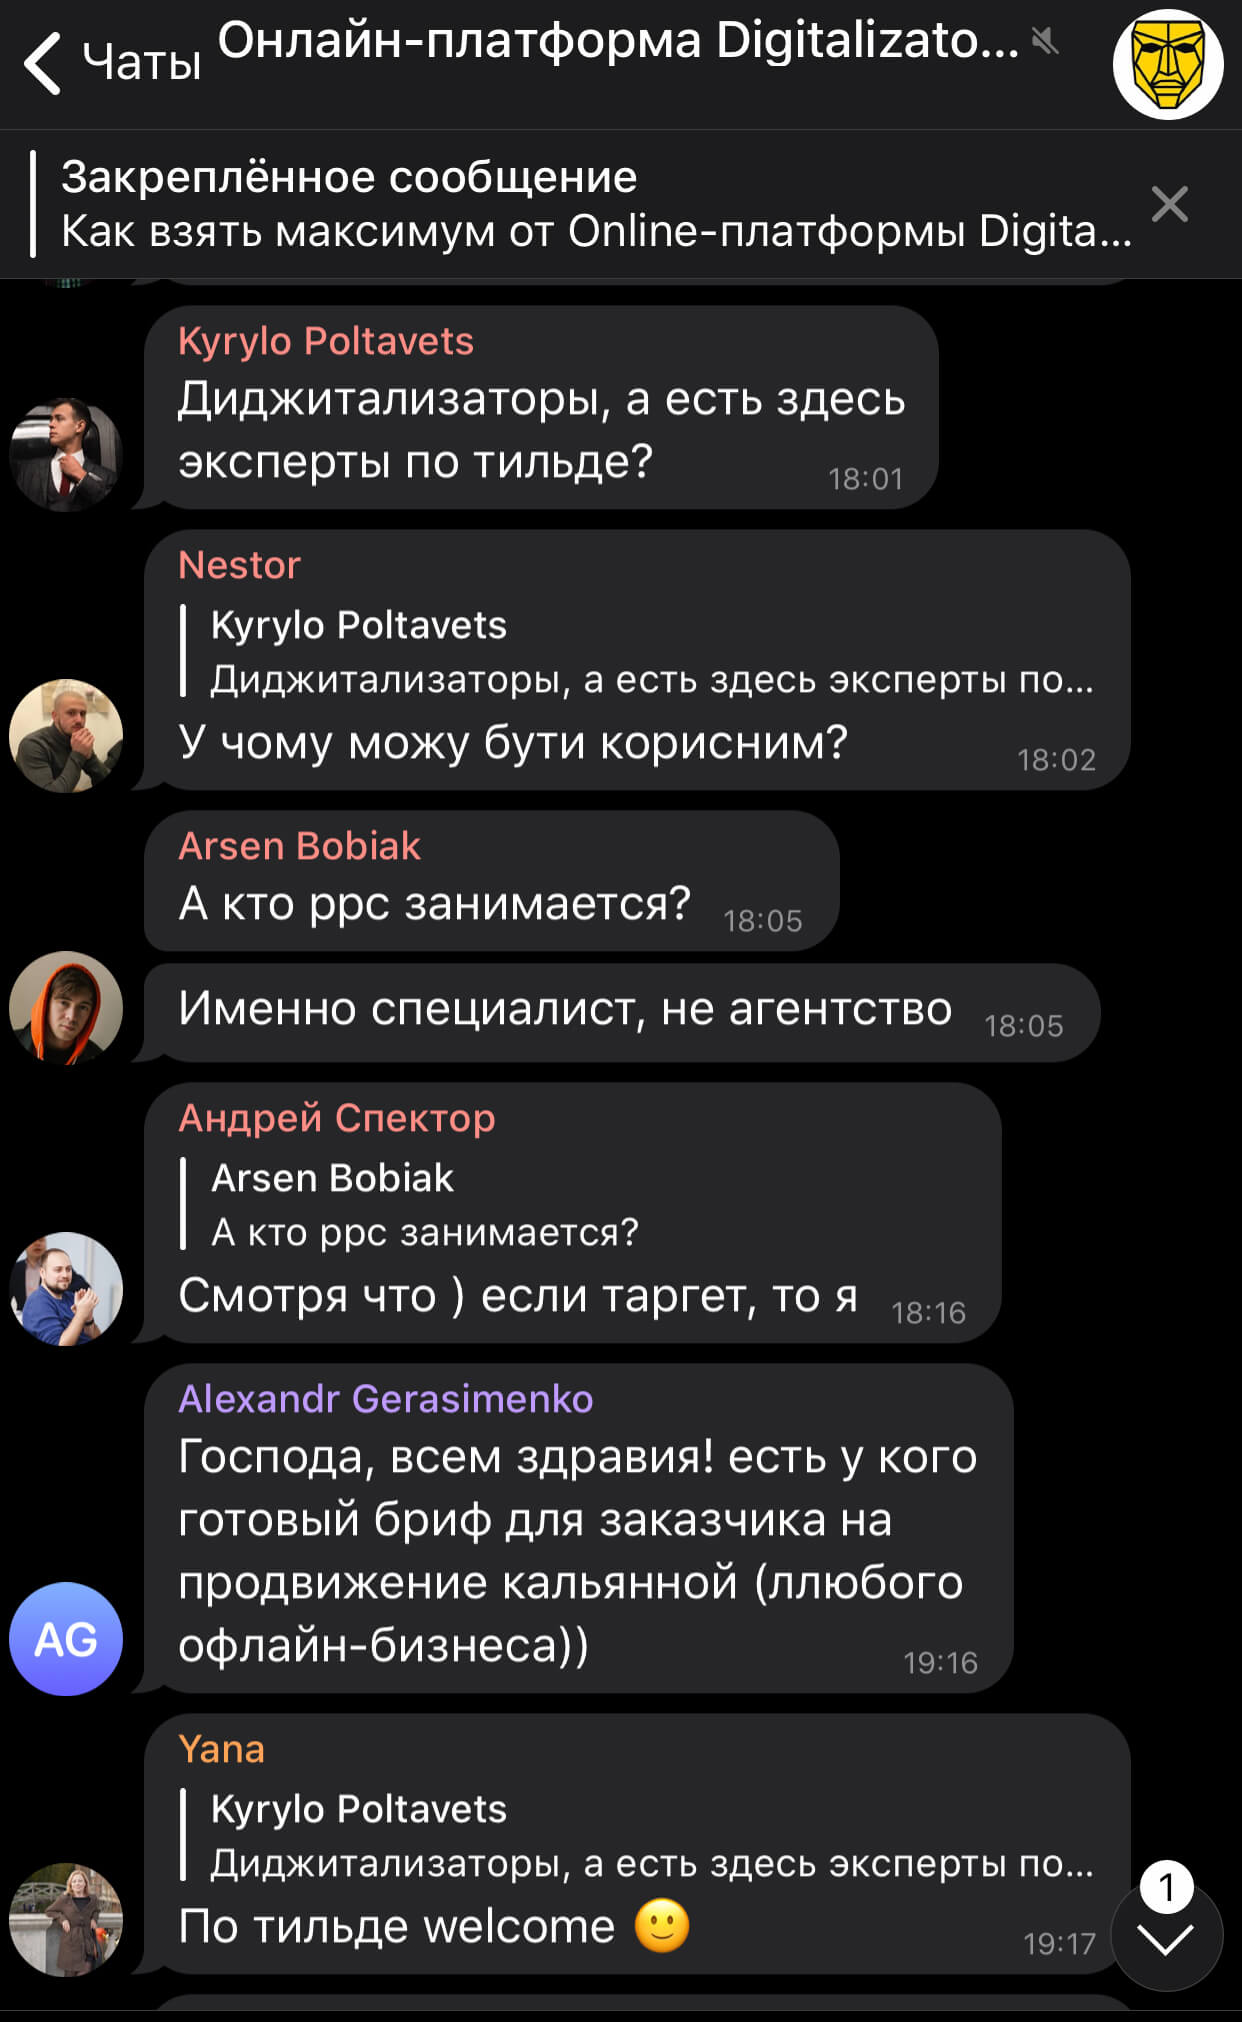 Чаты
Онлайн-платформа Digitalizato...
Закреплённое сообщение
Как взять максимум от Online-платформы Digita...
Kyrylo Poltavets
Диджитализаторы, а есть здесь
эксперты по тильде?
18:01
Nestor
Kyrylo Poltavets
Диджитализаторы, а есть здесь эксперты по...
У чому можу бути корисним?
18:02
Arsen Bobiak
А кто ррс занимается?
18:05
Именно специалист, не агентство
18:05
Андрей Спектор
Arsen Bobiak
А кто ррс занимается?
Смотря что ) если таргет, то я
18:16
Alexandr Gerasimenko
Господа, всем здравия! есть у кого
готовый бриф для заказчика на
продвижение кальянной (ллюбого
офлайн-бизнеса))
19:16
AG
Yana
Kyrylo Poltavets
Диджитализаторы, а есть здесь эксперты по...
По тильде welcome 🙂
19:17
1